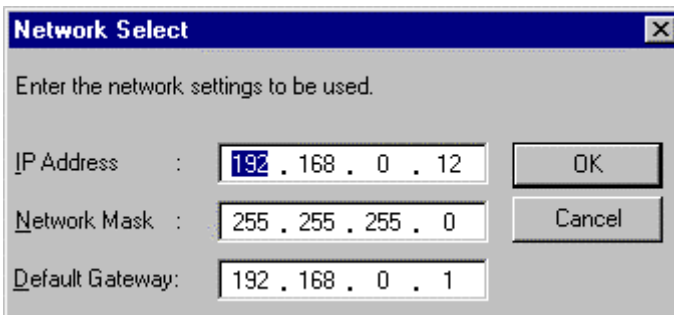 Network Select
Enter the network settings to be used.
IP Address : 192 . 168 . 0 . 12 OK
Network Mask : 255 . 255 . 255 . 0 Cancel
Default Gateway: 192 . 168 . 0 . 1